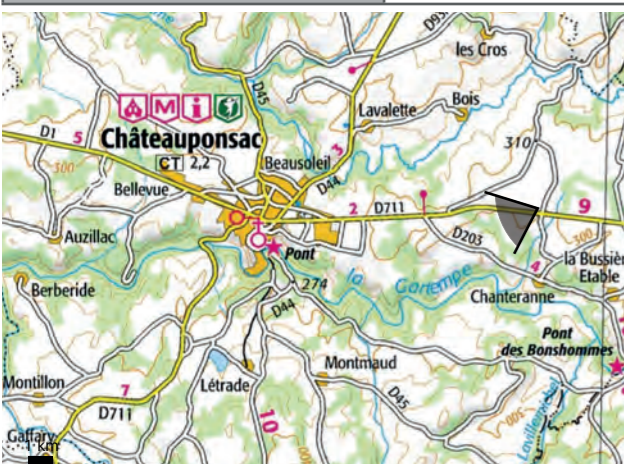 D45
les Cros
M i
Lavalette
Bois
D1
5
Châteauponsac
3
310
300
CT 2,2
Beausoleil
D44
Bellevue
2
D711
9
Auzillac
Pont
D203
300
4
la Bussière
Etable
la Gartempe
274
Chanteranne
Berberide
D44
Pont
des Bonshommes
Montmaud
Montillon
7
Létrade
D45
D711
10
Gaffary
1 km